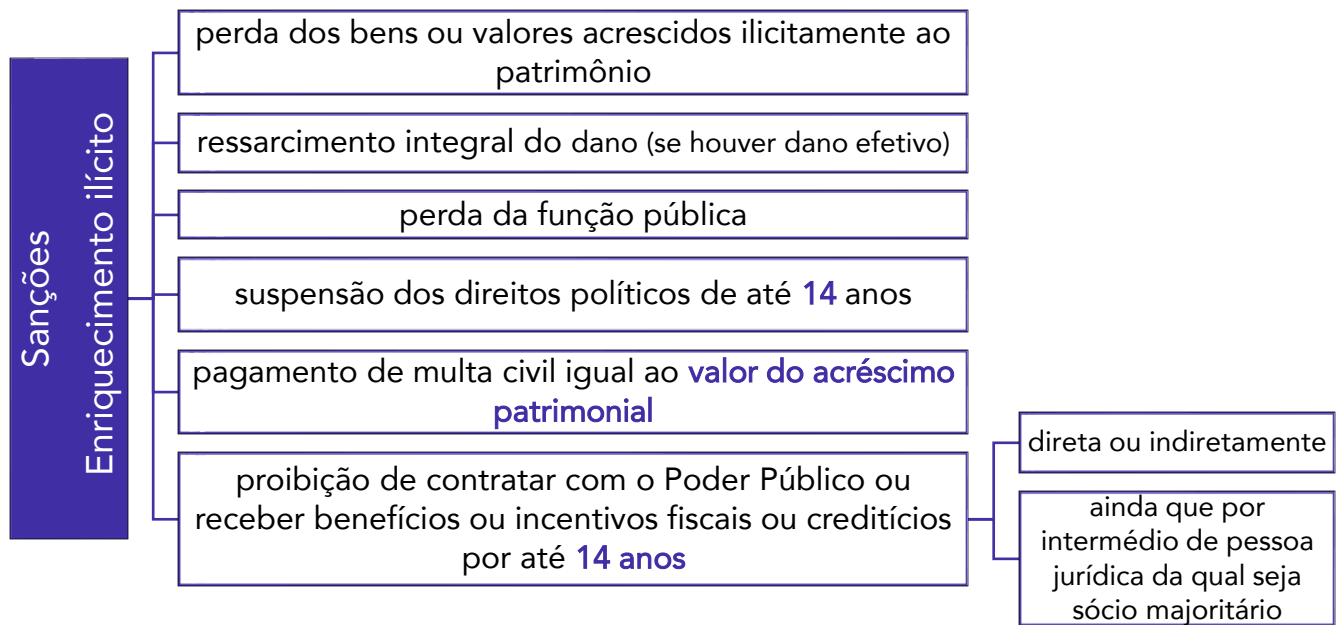 Sanções
Enriquecimento ilícito
perda dos bens ou valores acrescidos ilicitamente ao
patrimônio
ressarcimento integral do dano (se houver dano efetivo)
perda da função pública
suspensão dos direitos políticos de até 14 anos
pagamento de multa civil igual ao valor do acréscimo
patrimonial
proibição de contratar com o Poder Público ou
receber benefícios ou incentivos fiscais ou creditícios
por até 14 anos
direta ou indiretamente
ainda que por
intermédio de pessoa
jurídica da qual seja
sócio majoritário